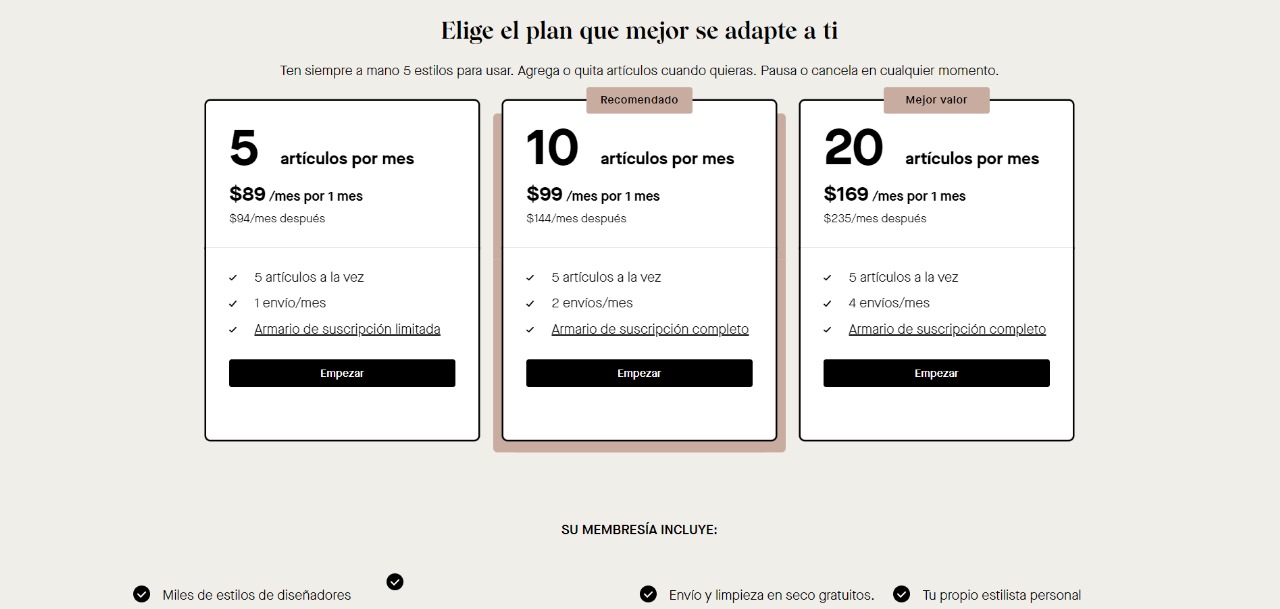 Elige el plan que mejor se adapte a ti
Ten siempre a mano 5 estilos para usar. Agrega o quita artículos cuando quieras. Pausa o cancela en cualquier momento.
5 artículos por mes
$89 /mes por 1 mes
$94/mes después
5 artículos a la vez
1 envío/mes
Armario de suscripción limitada
Empezar
Recomendado
10 artículos por mes
$99 /mes por 1 mes
$144/mes después
5 artículos a la vez
2 envíos/mes
Armario de suscripción completo
Empezar
Mejor valor
20 artículos por mes
$169 /mes por 1 mes
$235/mes después
5 artículos a la vez
4 envíos/mes
Armario de suscripción completo
Empezar
SU MEMBRESÍA INCLUYE:
Miles de estilos de diseñadores
Envío y limpieza en seco gratuitos.
Tu propio estilista personal